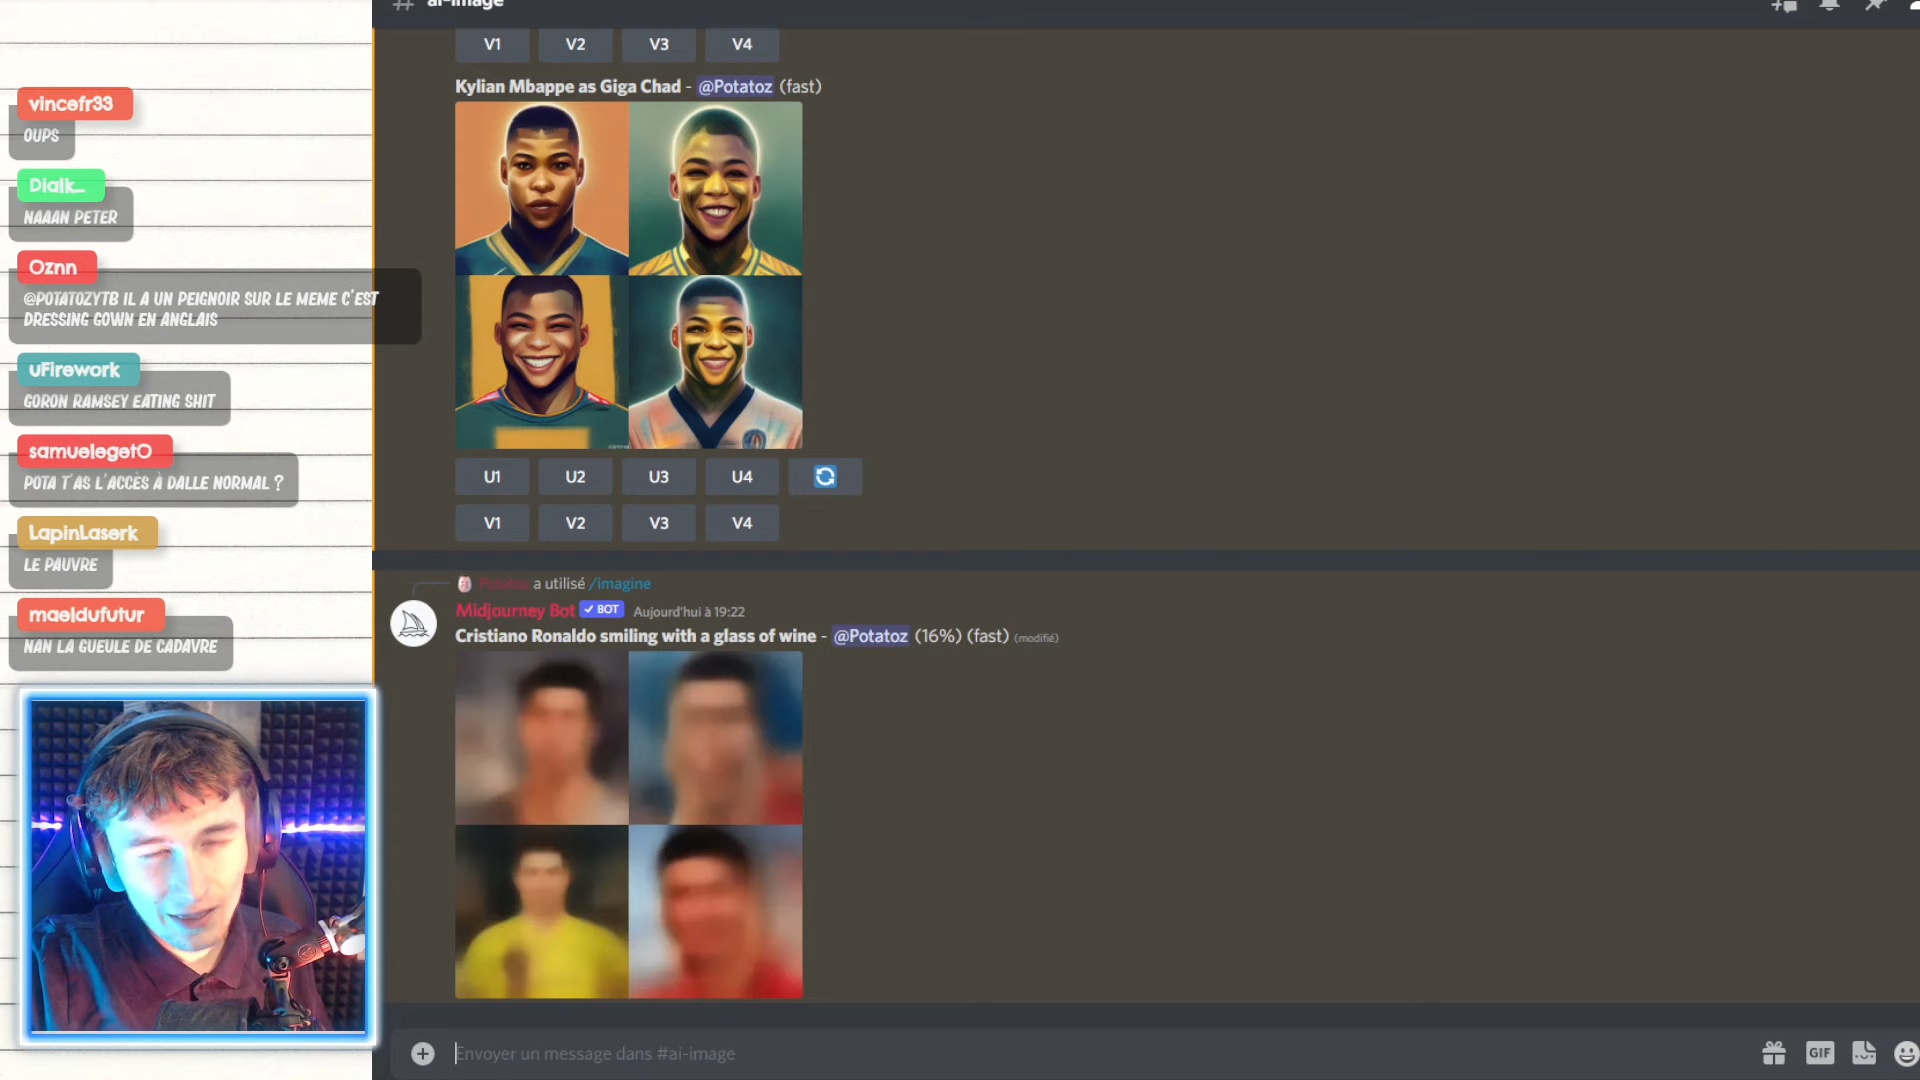 vincefr33
OUPS
Dialk_
NAAAN PETER
Oznn
@POTATOZYTB IL A UN PEIGNOIR SUR LE MEME C'EST
DRESSING GOWN EN ANGLAIS
uFirework
GORON RAMSEY EATING SHIT
samuelegetO
POTA T'AS L'ACCÈS À DALLE NORMAL ?
LapinLaserk
LE PAUVRE
maeldufutur
NAN LA GUEULE DE CADAVRE
# ai-image
V1 V2 V3 V4
Kylian Mbappe as Giga Chad - @Potatoz (fast)
U1 U2 U3 U4
V1 V2 V3 V4
Potatoz a utilisé /imagine
Midjourney Bot ✓ BOT Aujourd'hui à 19:22
Cristiano Ronaldo smiling with a glass of wine - @Potatoz (16%) (fast) (modifié)
Envoyer un message dans #ai-image
GIF